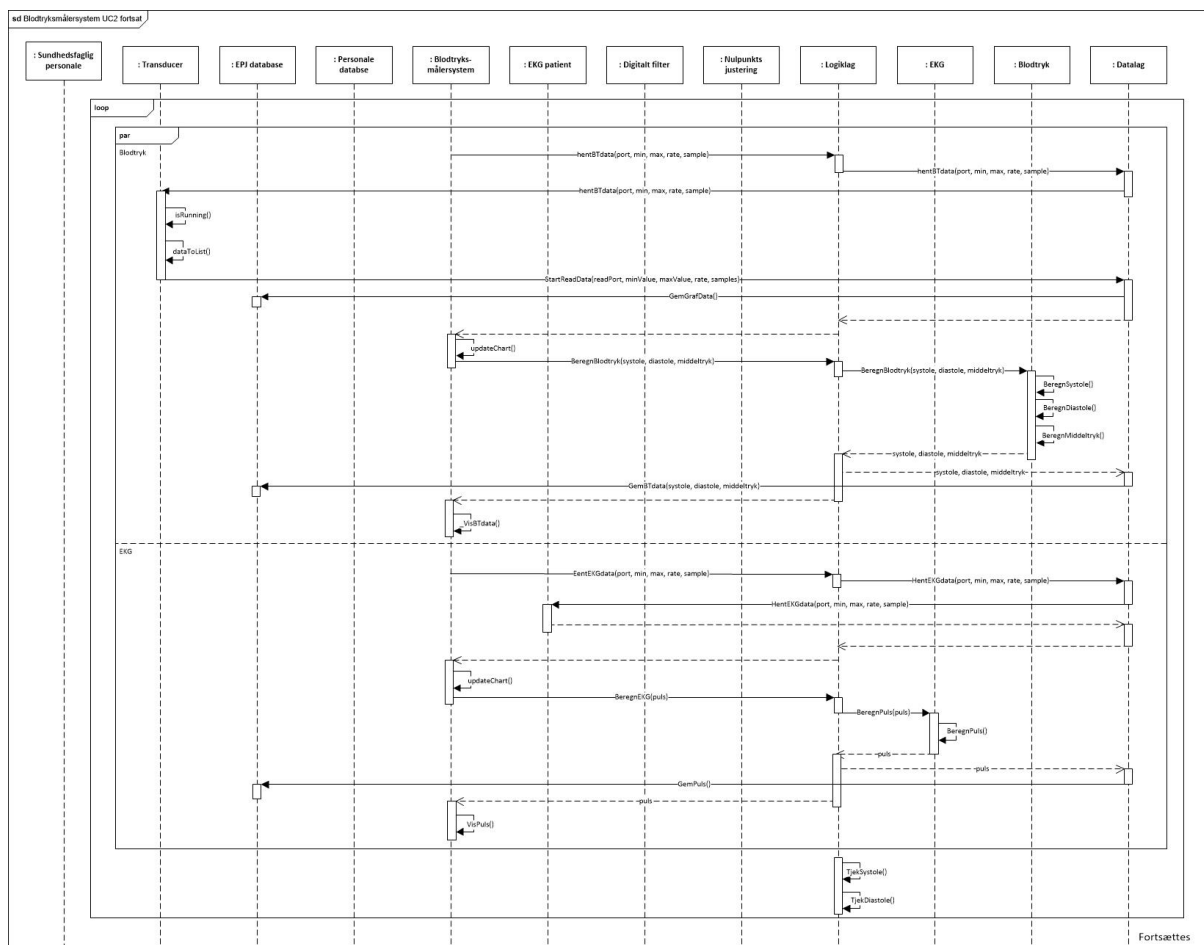 sd Blodtryksmålersystem UC2 fortsat
: Sundhedsfaglig
personale
: Transducer
: EPJ database
: Personale
databse
: Blodtryks-
målersystem
: EKG patient
: Digitalt filter
: Nulpunkts
justering
: Logiklag
: EKG
: Blodtryk
: Datalag
loop
par
Blodtryk
hentBTdata(port, min, max, rate, sample)
hentBTdata(port, min, max, rate, sample)
hentBTdata(port, min, max, rate, sample)
isRunning()
dataToList()
StartReadData(readPort, minValue, maxValue, rate, samples)
GemGrafData()
updateChart()
BeregnBlodtryk(systole, diastole, middeltryk)
BeregnBlodtryk(systole, diastole, middeltryk)
BeregnSystole()
BeregnDiastole()
BeregnMiddeltryk()
systole, diastole, middeltryk
systole, diastole, middeltryk
GemBTdata(systole, diastole, middeltryk)
VisBTdata()
EKG
EentEKGdata(port, min, max, rate, sample)
HentEKGdata(port, min, max, rate, sample)
HentEKGdata(port, min, max, rate, sample)
updateChart()
BeregnEKG(puls)
BeregnPuls(puls)
BeregnPuls()
puls
puls
GemPuls()
puls
VisPuls()
TjekSystole()
TjekDiastole()
Fortsættes